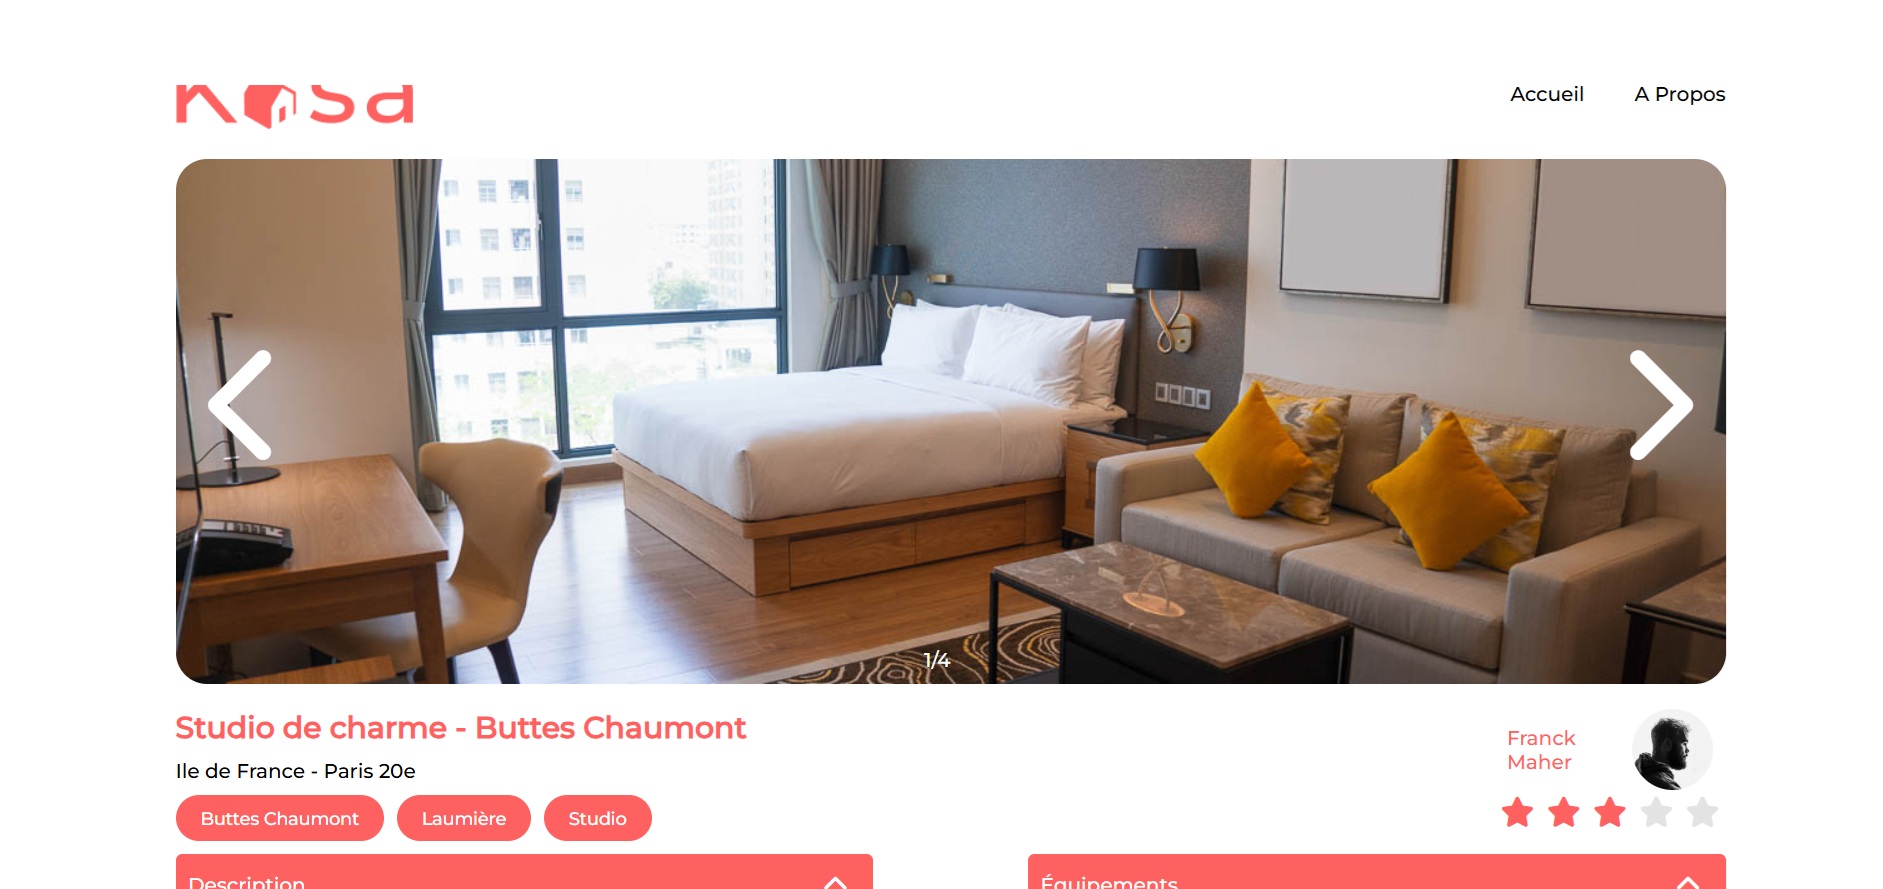 Kasa
Accueil
A Propos
1/4
Studio de charme - Buttes Chaumont
Ile de France - Paris 20e
Franck
Maher
Buttes Chaumont
Laumière
Studio
Description
Équipements